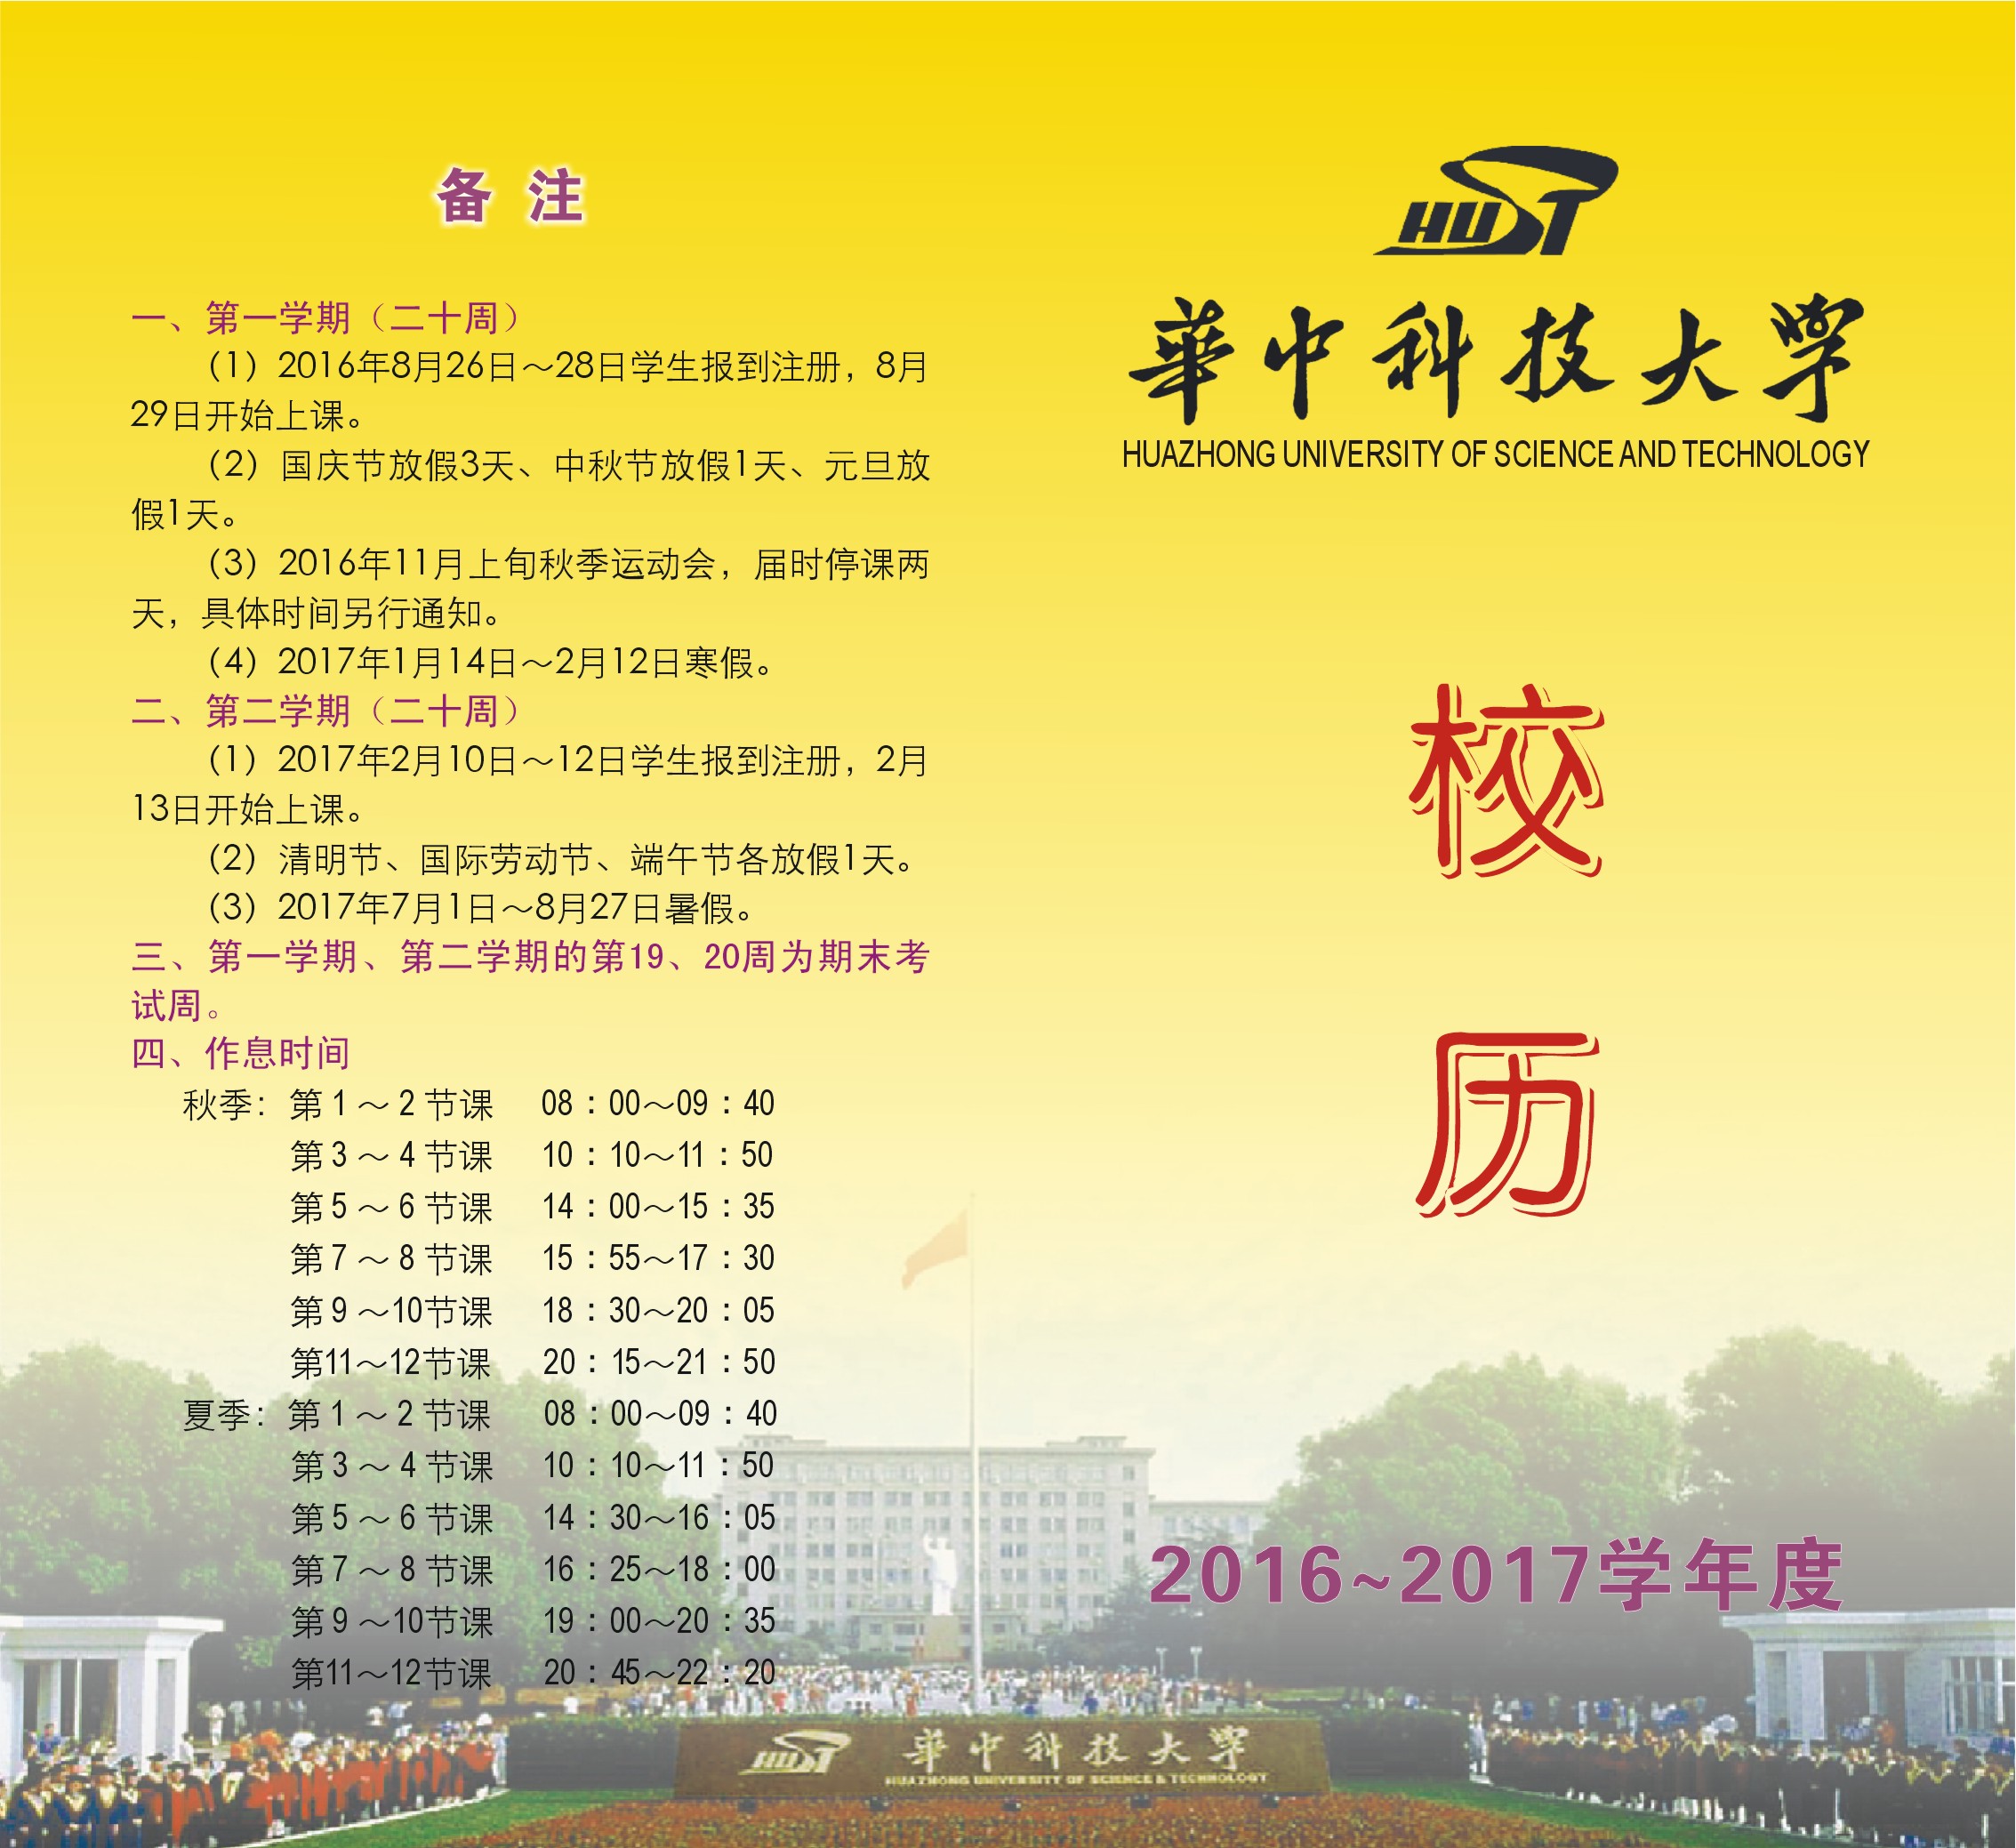 备 注
一、第一学期（二十周）
（1）2016年8月26日～28日学生报到注册，8月
29日开始上课。
（2）国庆节放假3天、中秋节放假1天、元旦放
假1天。
（3）2016年11月上旬秋季运动会，届时停课两
天，具体时间另行通知。
（4）2017年1月14日～2月12日寒假。
二、第二学期（二十周）
（1）2017年2月10日～12日学生报到注册，2月
13日开始上课。
（2）清明节、国际劳动节、端午节各放假1天。
（3）2017年7月1日～8月27日暑假。
三、第一学期、第二学期的第19、20周为期末考
试周。
四、作息时间
秋季：第 1 ～ 2 节课 08：00～09：40
第 3 ～ 4 节课 10：10～11：50
第 5 ～ 6 节课 14：00～15：35
第 7 ～ 8 节课 15：55～17：30
第 9 ～10节课 18：30～20：05
第11～12节课 20：15～21：50
夏季：第 1 ～ 2 节课 08：00～09：40
第 3 ～ 4 节课 10：10～11：50
第 5 ～ 6 节课 14：30～16：05
第 7 ～ 8 节课 16：25～18：00
第 9 ～10节课 19：00～20：35
第11～12节课 20：45～22：20
HUST
華中科技大学
HUAZHONG UNIVERSITY OF SCIENCE AND TECHNOLOGY
校
历
2016~2017学年度
HUST 華中科技大学
HUAZHONG UNIVERSITY OF SCIENCE & TECHNOLOGY